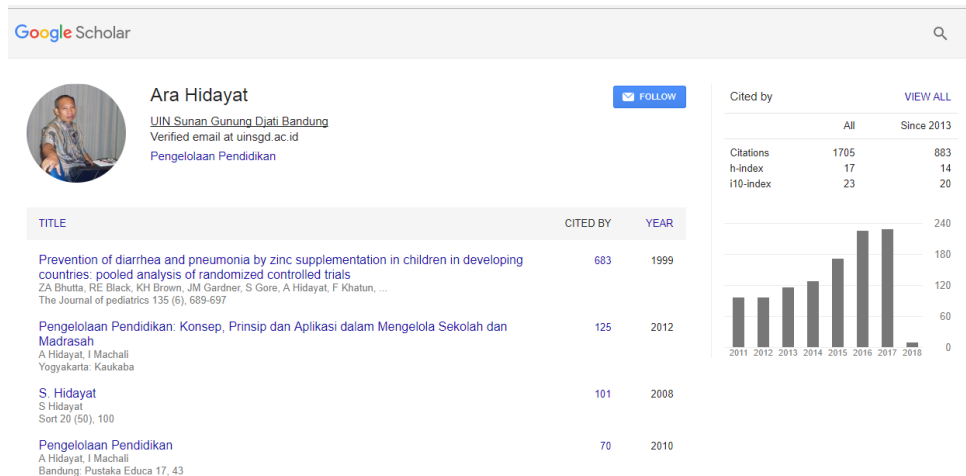 Google Scholar
Ara Hidayat
FOLLOW
UIN Sunan Gunung Djati Bandung
Verified email at uinsgd.ac.id
Pengelolaan Pendidikan
TITLE CITED BY YEAR
Prevention of diarrhea and pneumonia by zinc supplementation in children in developing 683 1999
countries: pooled analysis of randomized controlled trials
ZA Bhutta, RE Black, KH Brown, JM Gardner, S Gore, A Hidayat, F Khatun, ...
The Journal of pediatrics 135 (6), 689-697
Pengelolaan Pendidikan: Konsep, Prinsip dan Aplikasi dalam Mengelola Sekolah dan 125 2012
Madrasah
A Hidayat, I Machali
Yogyakarta: Kaukaba
S. Hidayat 101 2008
S Hidayat
Sort 20 (50), 100
Pengelolaan Pendidikan 70 2010
A Hidayat, I Machali
Bandung: Pustaka Educa 17, 43
Cited by VIEW ALL
All Since 2013
Citations 1705 883
h-index 17 14
i10-index 23 20
240
180
120
60
0
2011 2012 2013 2014 2015 2016 2017 2018